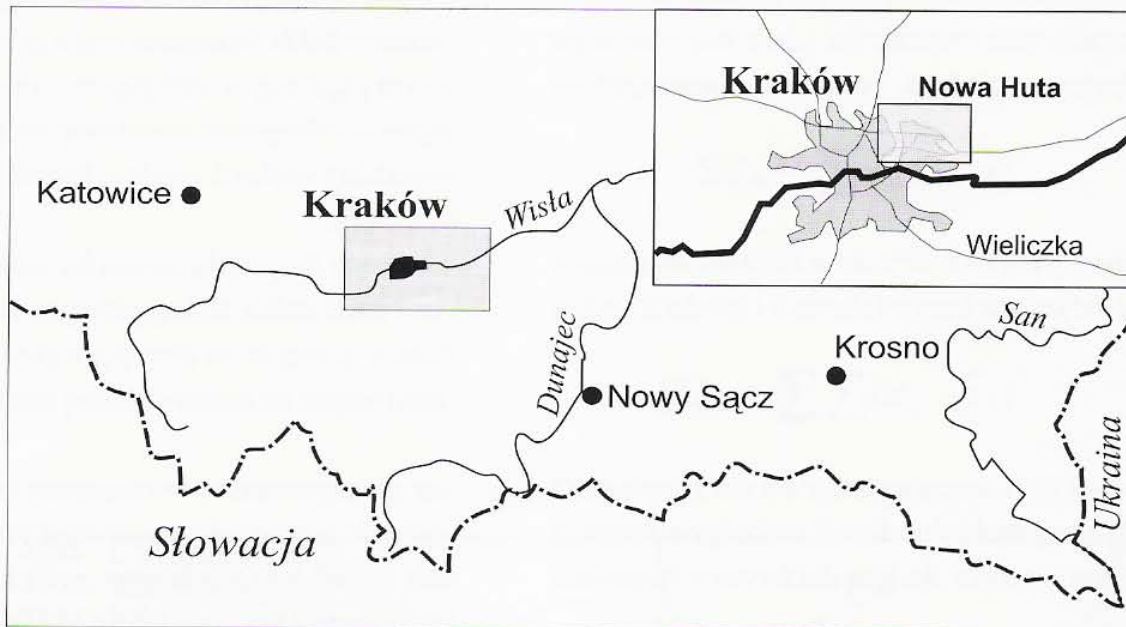 Kraków
Nowa Huta
Wieliczka
Katowice
Kraków
Wisła
San
Dunajec
Krosno
Nowy Sącz
Ukraina
Słowacja